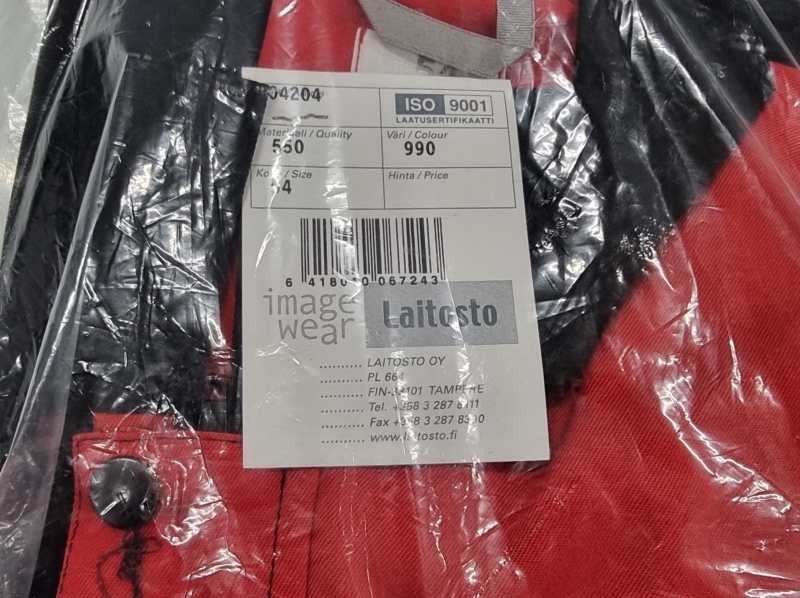 04204
ISO 9001
LAATUSERTIFIKAATTI
Materiaali / Quality
550
Väri / Colour
990
Koko / Size
54
Hinta / Price
6 418010 067243
image wear
Laitosto
LAITOSTO OY
PL 664
FIN-33101 TAMPERE
Tel. +358 3 287 8111
Fax +358 3 287 8300
www.laitosto.fi